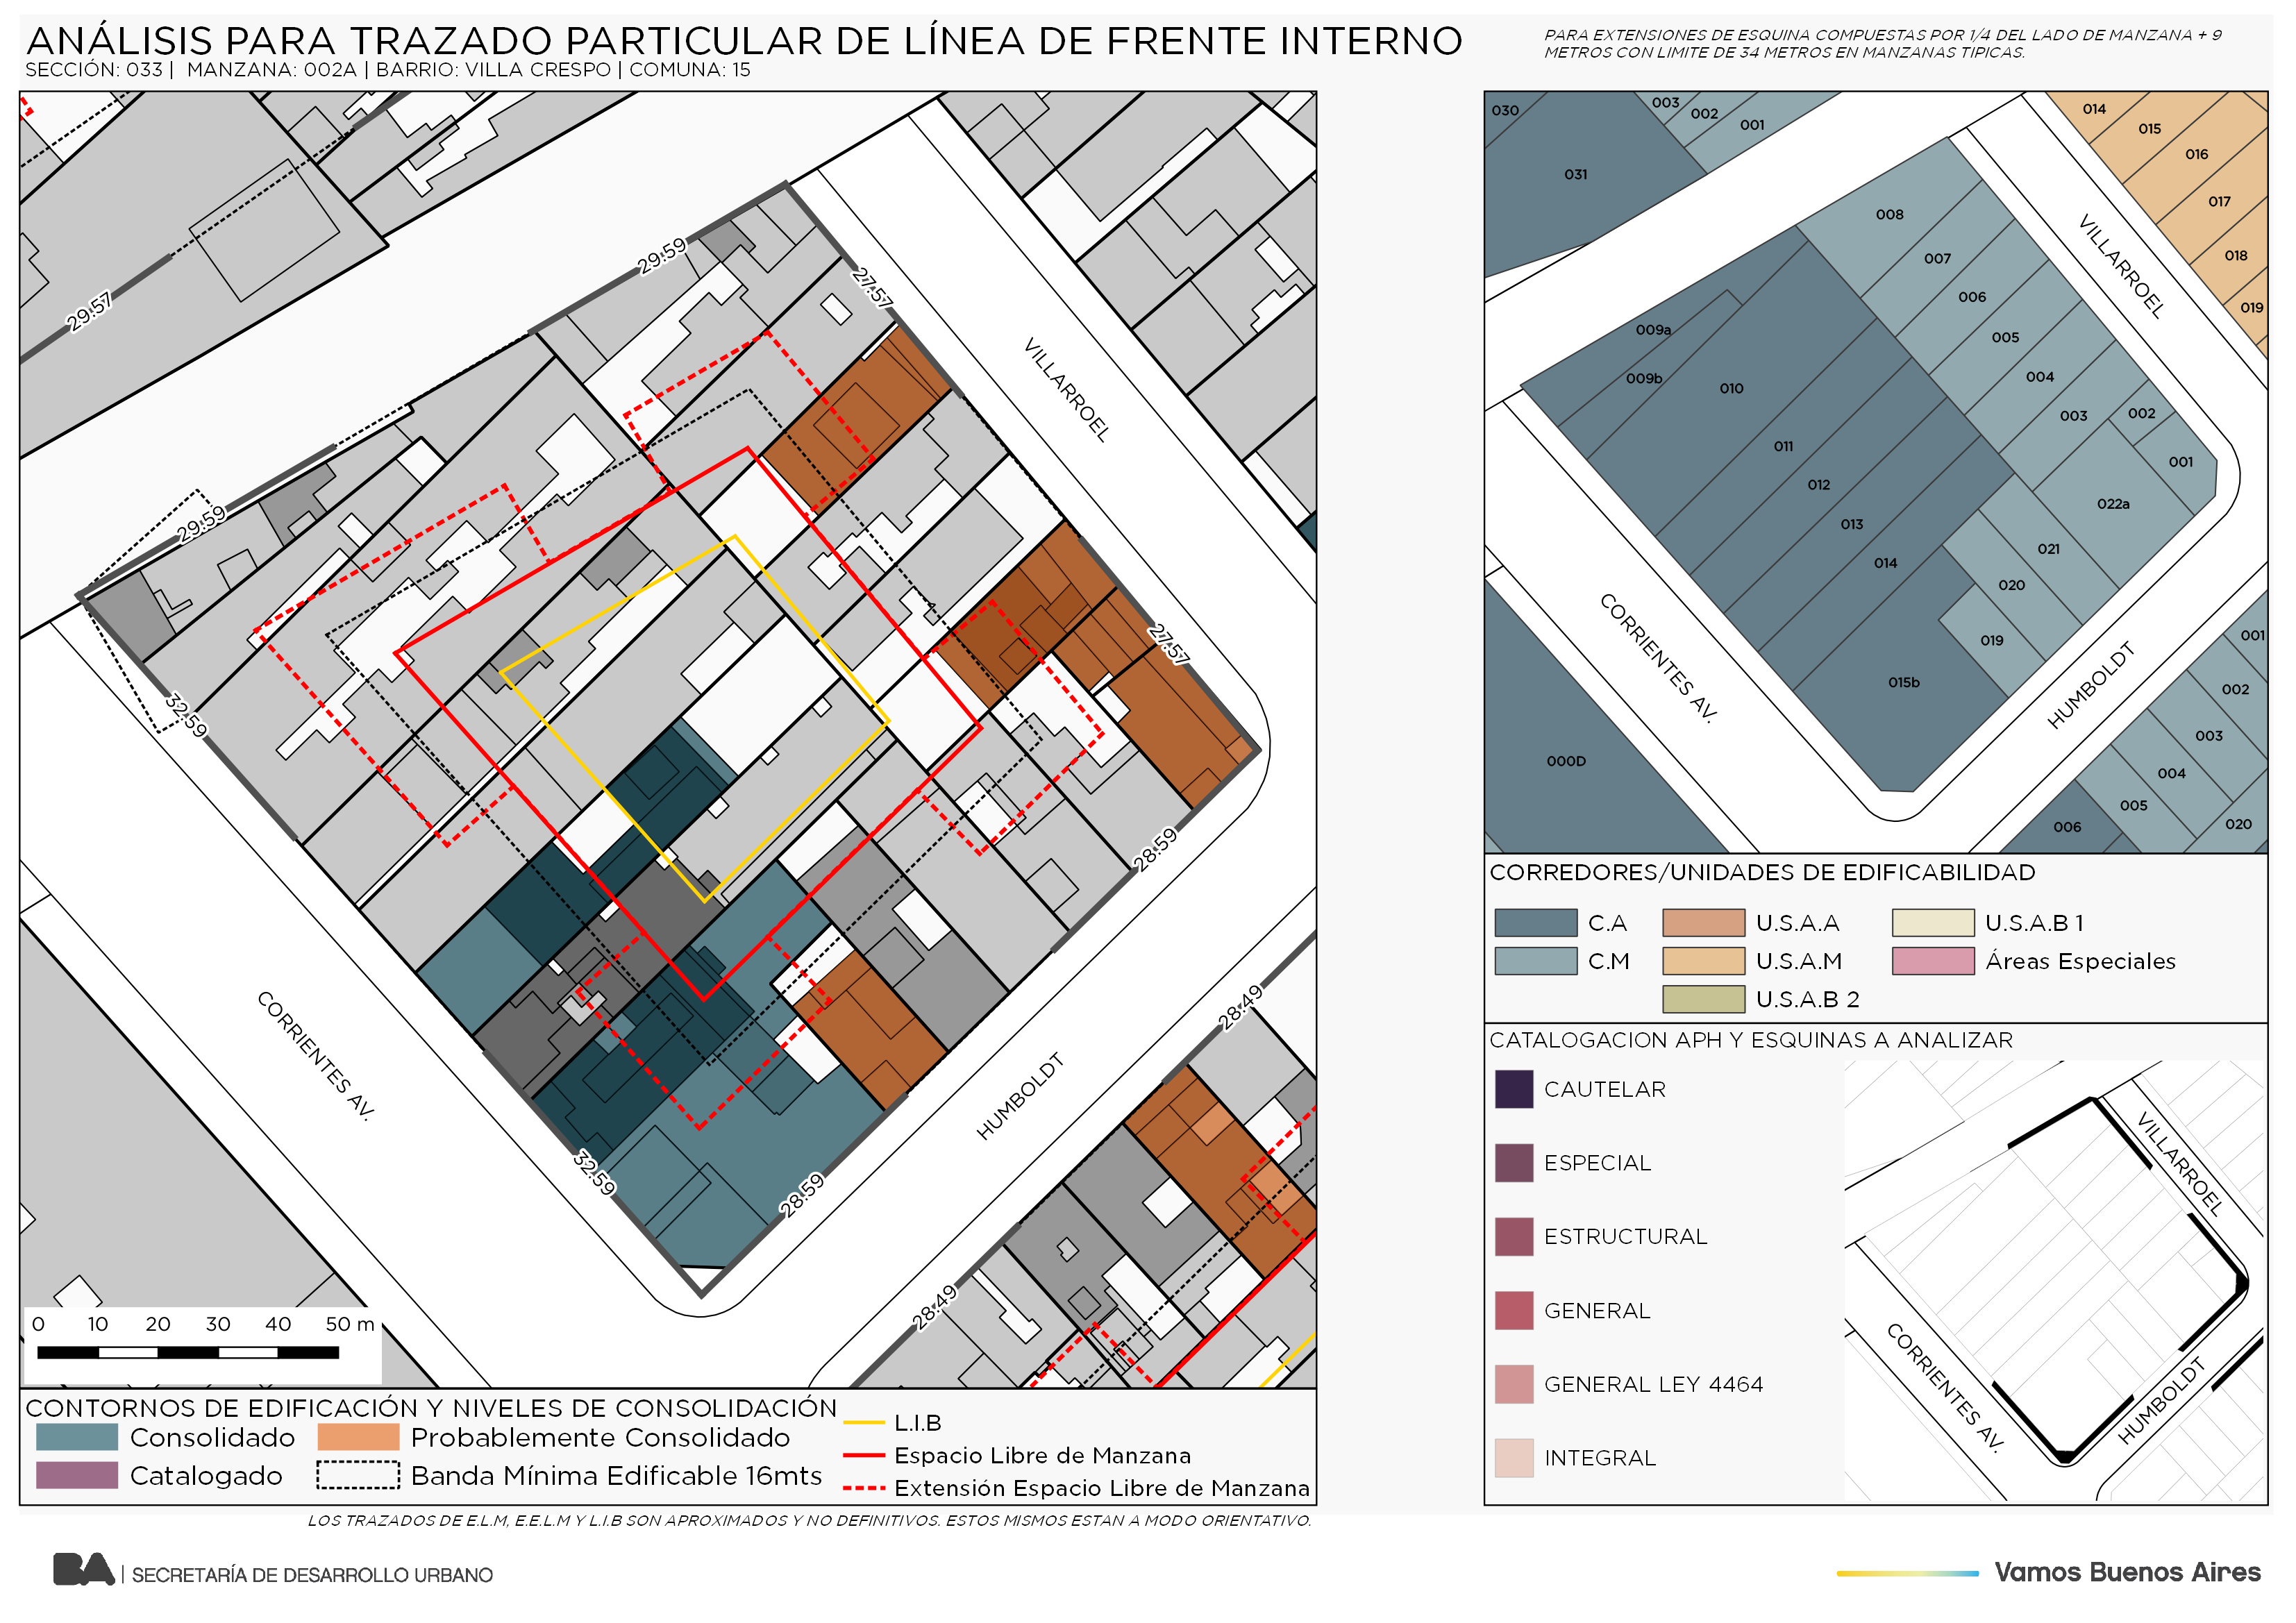 ANÁLISIS PARA TRAZADO PARTICULAR DE LÍNEA DE FRENTE INTERNO
SECCIÓN: 033 | MANZANA: 002A | BARRIO: VILLA CRESPO | COMUNA: 15
PARA EXTENSIONES DE ESQUINA COMPUESTAS POR 1/4 DEL LADO DE MANZANA + 9
METROS CON LIMITE DE 34 METROS EN MANZANAS TIPICAS.
29.59
27.57
29.57
VILLARROEL
29.59
27.57
32.59
28.59
CORRIENTES AV.
28.49
HUMBOLDT
32.59
28.59
28.49
0 10 20 30 40 50 m
CONTORNOS DE EDIFICACIÓN Y NIVELES DE CONSOLIDACIÓN
Consolidado
Probablemente Consolidado
Catalogado
Banda Mínima Edificable 16mts
L.I.B
Espacio Libre de Manzana
Extensión Espacio Libre de Manzana
LOS TRAZADOS DE E.L.M, E.E.L.M Y L.I.B SON APROXIMADOS Y NO DEFINITIVOS. ESTOS MISMOS ESTAN A MODO ORIENTATIVO.
030
003
002
001
014
015
016
031
017
008
VILLARROEL
018
007
006
019
009a
005
009b
010
004
003
002
011
001
012
022a
013
021
014
020
CORRIENTES AV.
019
001
015b
HUMBOLDT
002
003
000D
004
005
006
020
CORREDORES/UNIDADES DE EDIFICABILIDAD
C.A
U.S.A.A
U.S.A.B 1
C.M
U.S.A.M
Áreas Especiales
U.S.A.B 2
CATALOGACION APH Y ESQUINAS A ANALIZAR
CAUTELAR
ESPECIAL
ESTRUCTURAL
GENERAL
GENERAL LEY 4464
INTEGRAL
VILLARROEL
CORRIENTES AV.
HUMBOLDT
BA | SECRETARÍA DE DESARROLLO URBANO
Vamos Buenos Aires